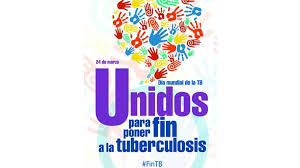 24 de marzo
Día mundial de la TB
Unidos
para
poner fin
a la tuberculosis
#FinTB